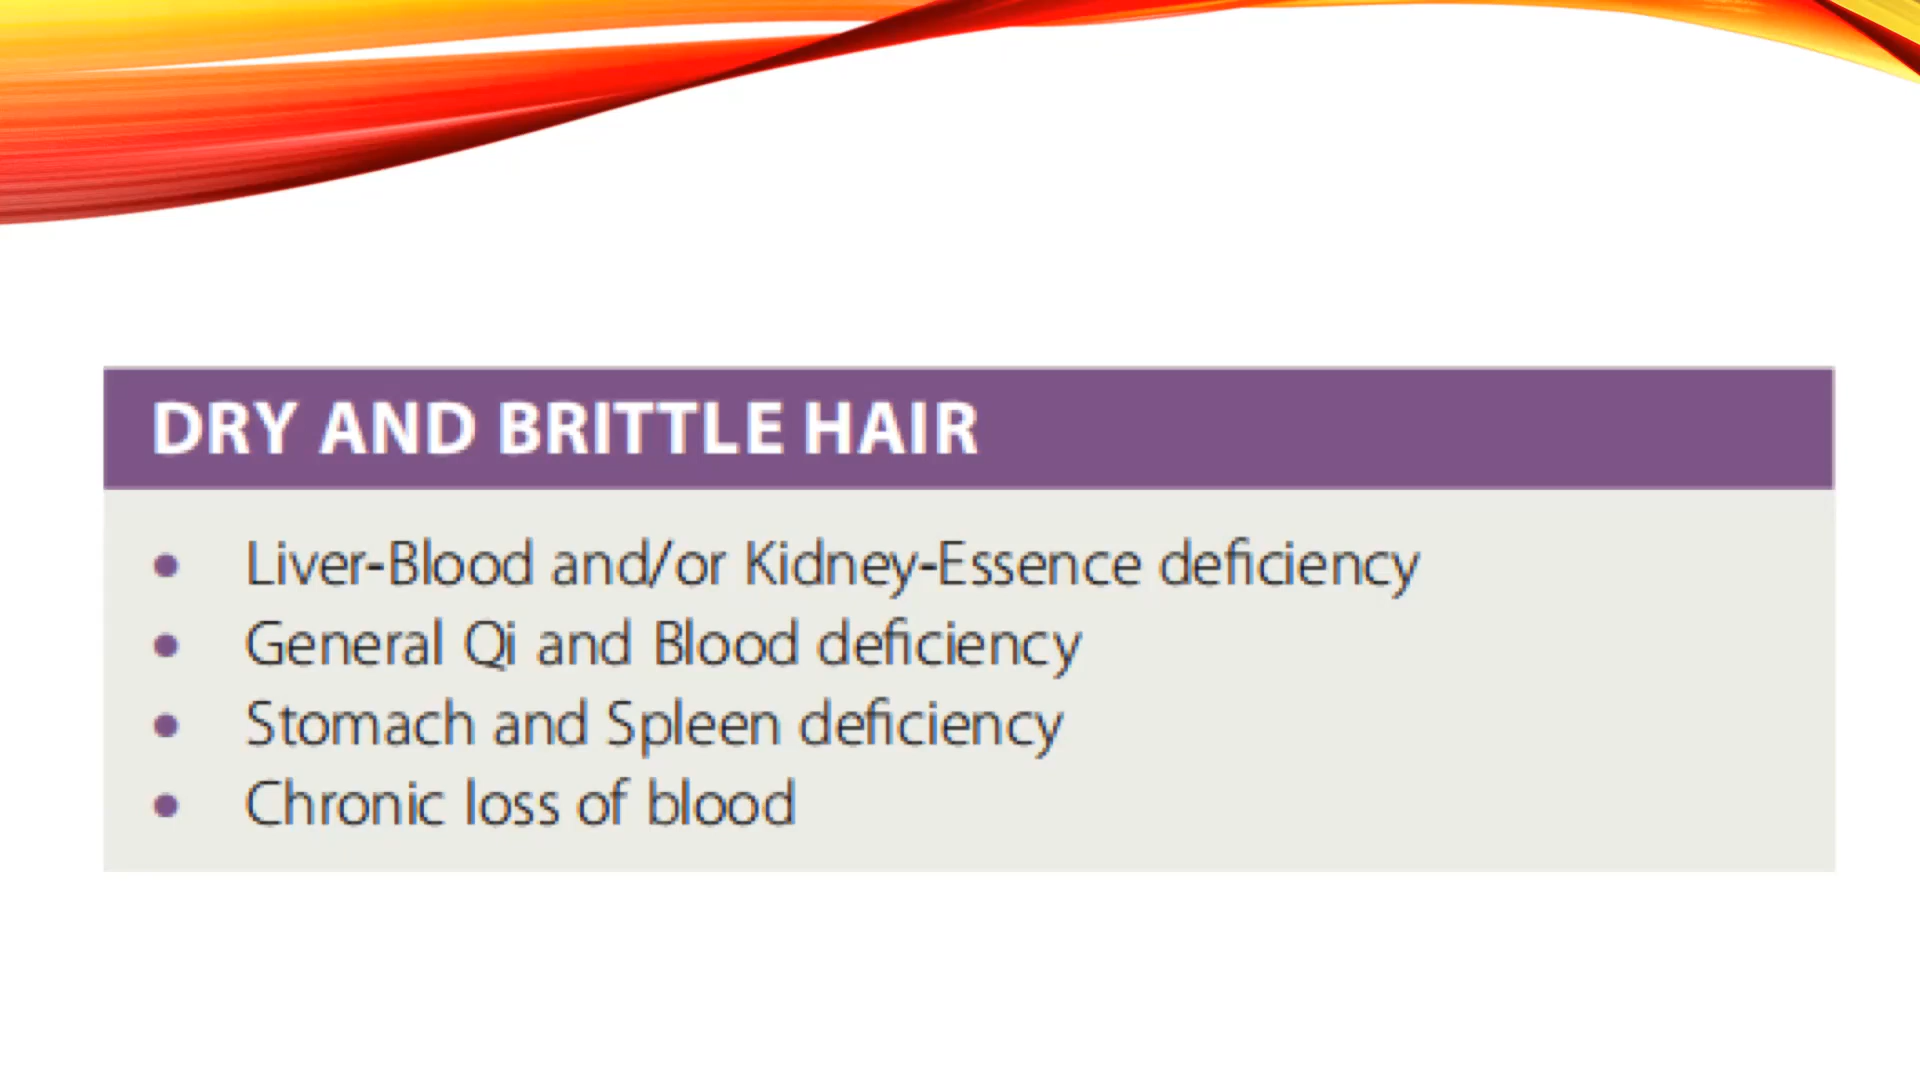 DRY AND BRITTLE HAIR
• Liver-Blood and/or Kidney-Essence deficiency
• General Qi and Blood deficiency
• Stomach and Spleen deficiency
• Chronic loss of blood